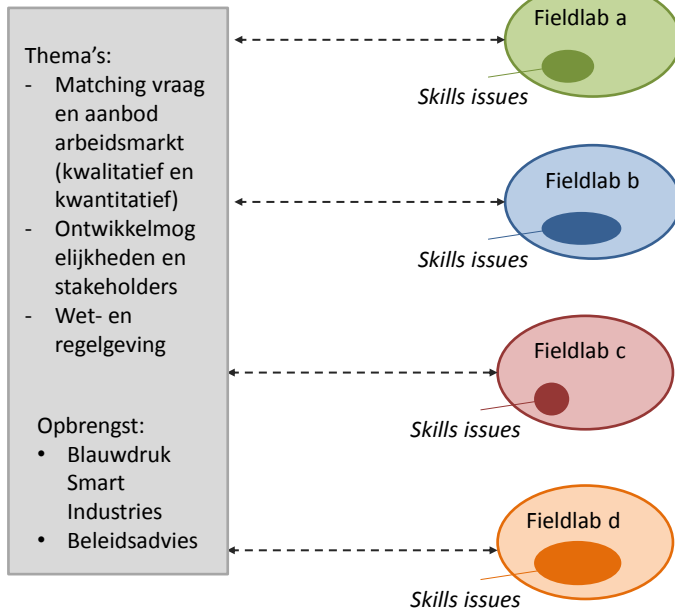 Thema's:
- Matching vraag
en aanbod
arbeidsmarkt
(kwalitatief en
kwantitatief)
- Ontwikkelmog
elijkheden en
stakeholders
- Wet- en
regelgeving
Opbrengst:
• Blauwdruk
Smart
Industries
• Beleidsadvies
Fieldlab a
Skills issues
Fieldlab b
Skills issues
Fieldlab c
Skills issues
Fieldlab d
Skills issues